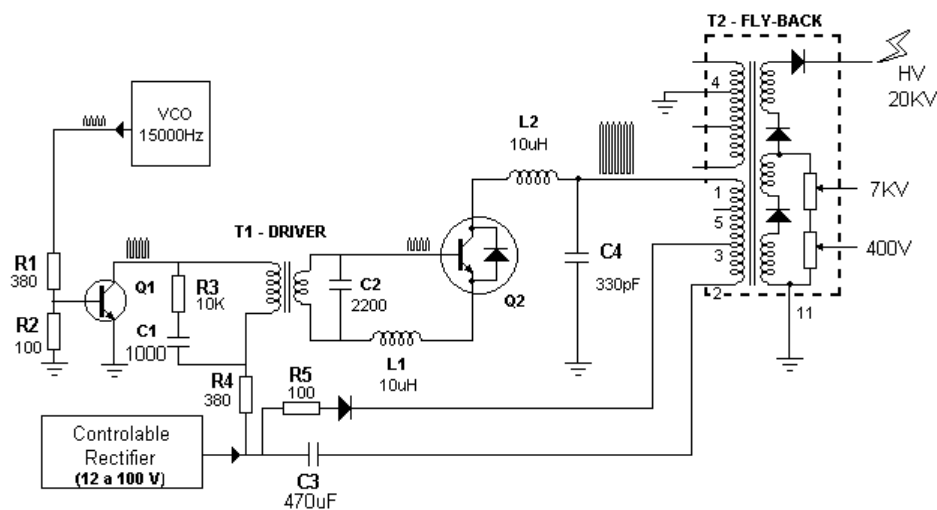 T2 - FLY-BACK
HV
20KV
4
VCO
15000Hz
L2
10uH
1
7KV
5
T1 - DRIVER
R1
380
Q1
R3
10K
C2
2200
C4
330pF
400V
3
Q2
2
11
R2
100
C1
1000
L1
10uH
R4
380
R5
100
Controlable
Rectifier
(12 a 100 V)
C3
470uF